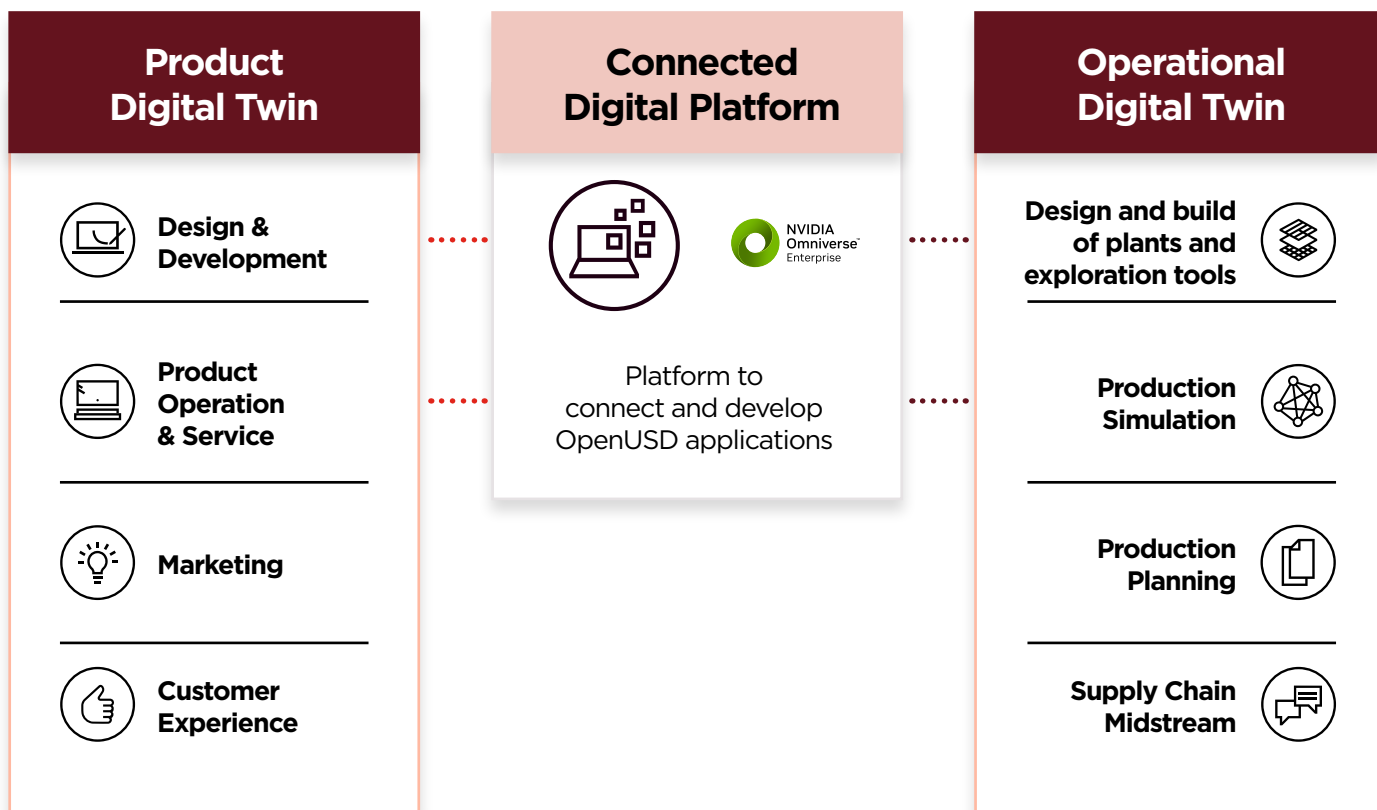 Product
Digital Twin
Design &
Development
Product
Operation
& Service
Marketing
Customer
Experience
Connected
Digital Platform
NVIDIA
Omniverse™
Enterprise
Platform to
connect and develop
OpenUSD applications
Operational
Digital Twin
Design and build
of plants and
exploration tools
Production
Simulation
Production
Planning
Supply Chain
Midstream